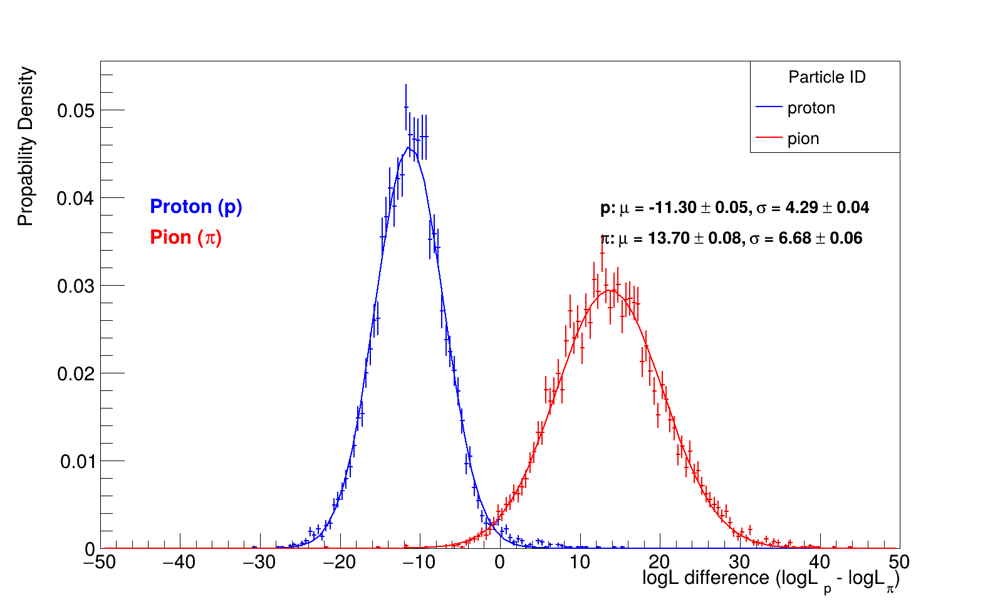 Propability Density
0.05
0.04
0.03
0.02
0.01
0
Particle ID
proton
pion
Proton (p)
Pion (π)
p: μ = -11.30 ± 0.05, σ = 4.29 ± 0.04
π: μ = 13.70 ± 0.08, σ = 6.68 ± 0.06
−50 −40 −30 −20 −10 0 10 20 30 40 50
logL difference (logL p - logL π)